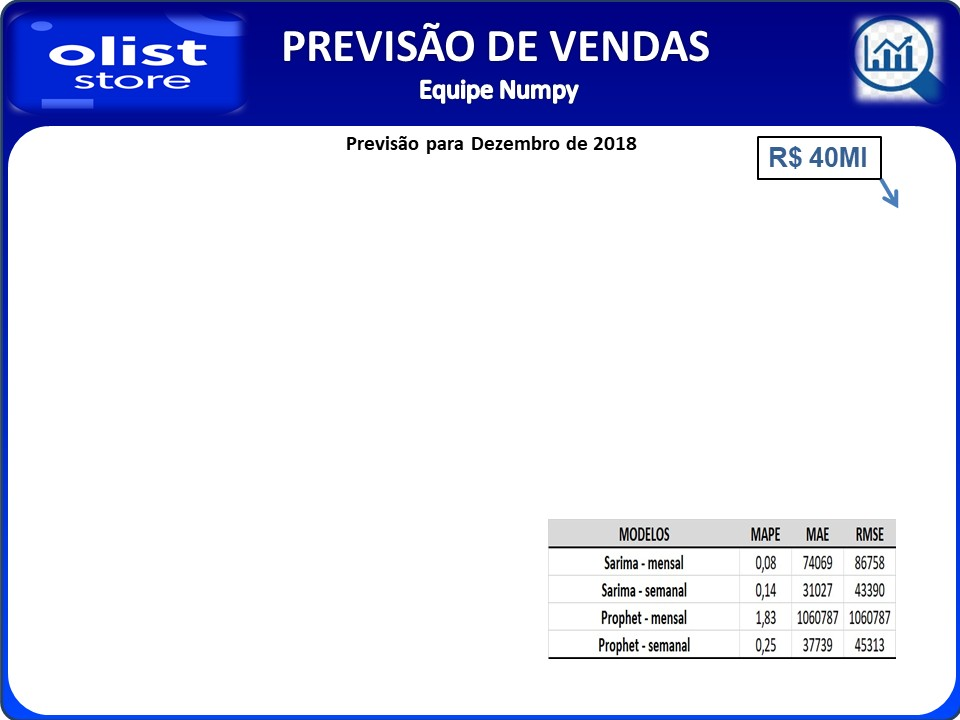 olist
store
PREVISÃO DE VENDAS
Equipe Numpy
Previsão para Dezembro de 2018
R$ 40MI
MODELOS MAPE MAE RMSE
Sarima - mensal 0,08 74069 86758
Sarima - semanal 0,14 31027 43390
Prophet - mensal 1,83 1060787 1060787
Prophet - semanal 0,25 37739 45313